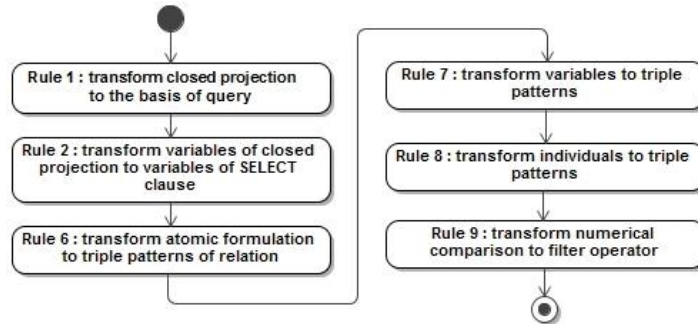 Rule 1 : transform closed projection
to the basis of query
Rule 2 : transform variables of closed
projection to variables of SELECT
clause
Rule 6 : transform atomic formulation
to triple patterns of relation
Rule 7 : transform variables to triple
patterns
Rule 8 : transform individuals to triple
patterns
Rule 9 : transform numerical
comparison to filter operator